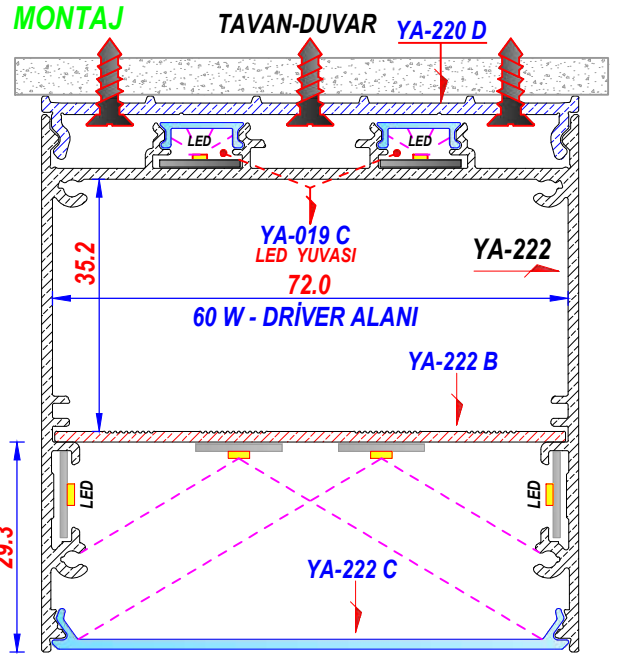 MONTAJ
TAVAN-DUVAR
YA-220 D
LED
LED
YA-019 C
LED YUVASI
YA-222
35.2
72.0
60 W - DRİVER ALANI
YA-222 B
LED
LED
29.3
YA-222 C